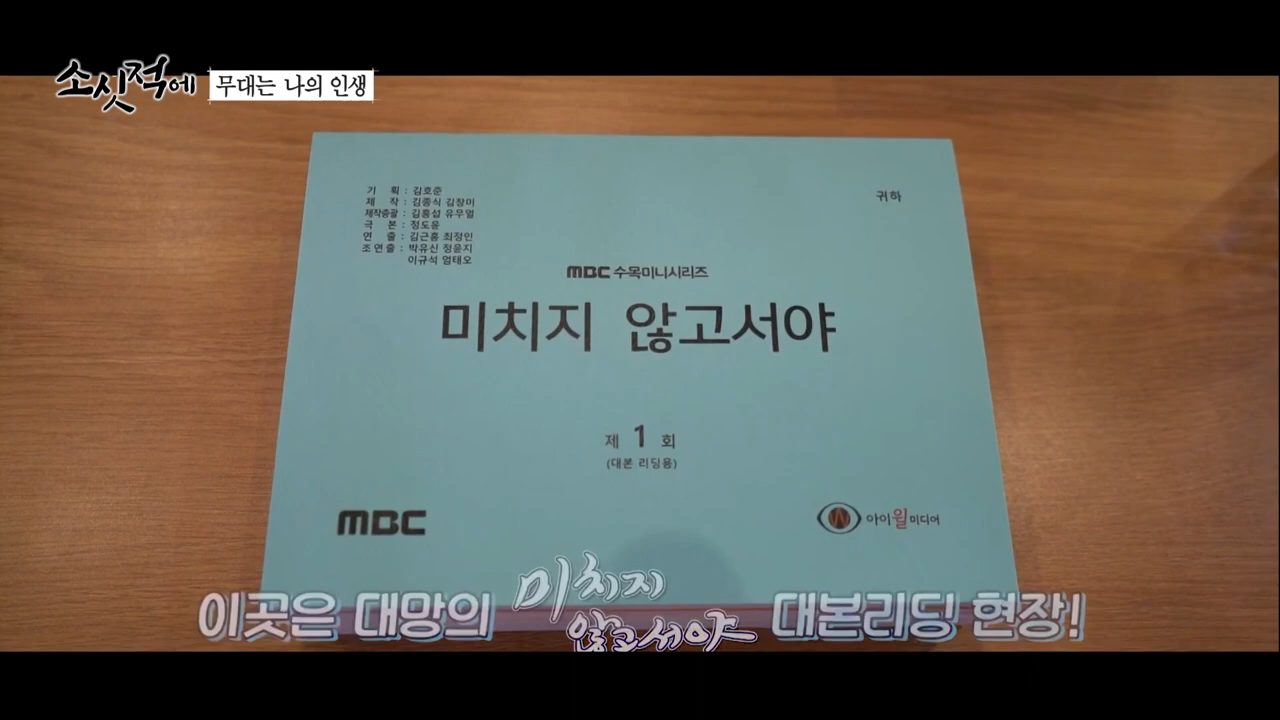 소싯적에 무대는 나의 인생
기 획 : 김호준
제 작 : 김종식 김창미
제작총괄 : 김홍섭 유무얼
극 본 : 정도윤
연 출 : 김근홍 최정인
조연출 : 박유신 정윤지
이규석 엄태오
귀하
MBC 수목미니시리즈
미치지 않고서야
제 1 회
(대본 리딩용)
MBC
아이윌미디어
이곳은 대망의 미치지 않고서야 대본리딩 현장!